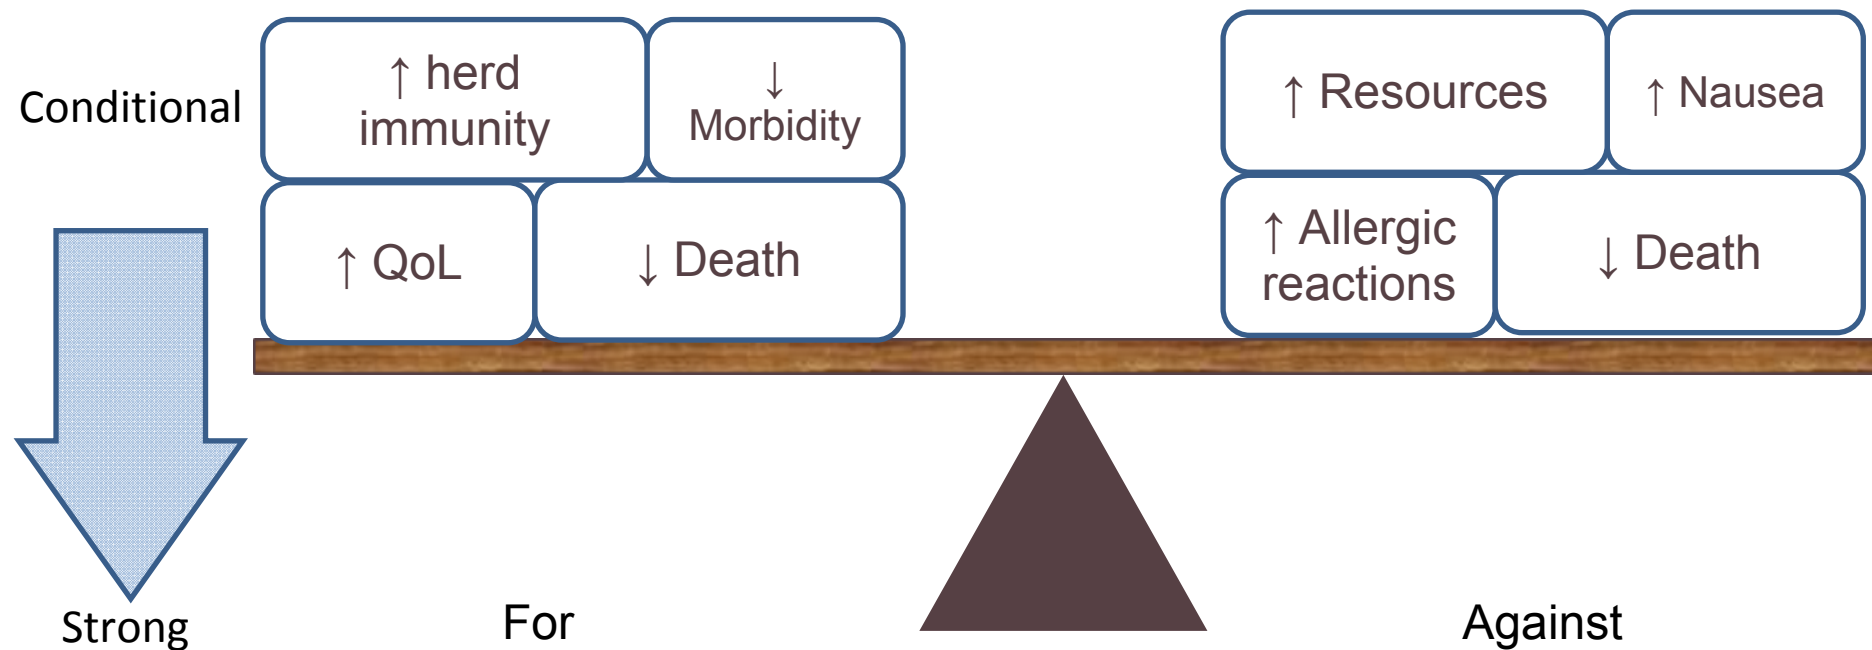 Conditional
↑ herd
immunity
↓
Morbidity
↑ Resources
↑ Nausea
↑ QoL
↓ Death
↑ Allergic
reactions
↓ Death
Strong
For
Against